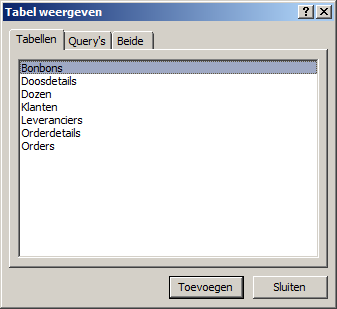 Tabel weergeven
Tabellen Query's Beide
Bonbons
Doosdetails
Dozen
Klanten
Leveranciers
Orderdetails
Orders
Toevoegen Sluiten